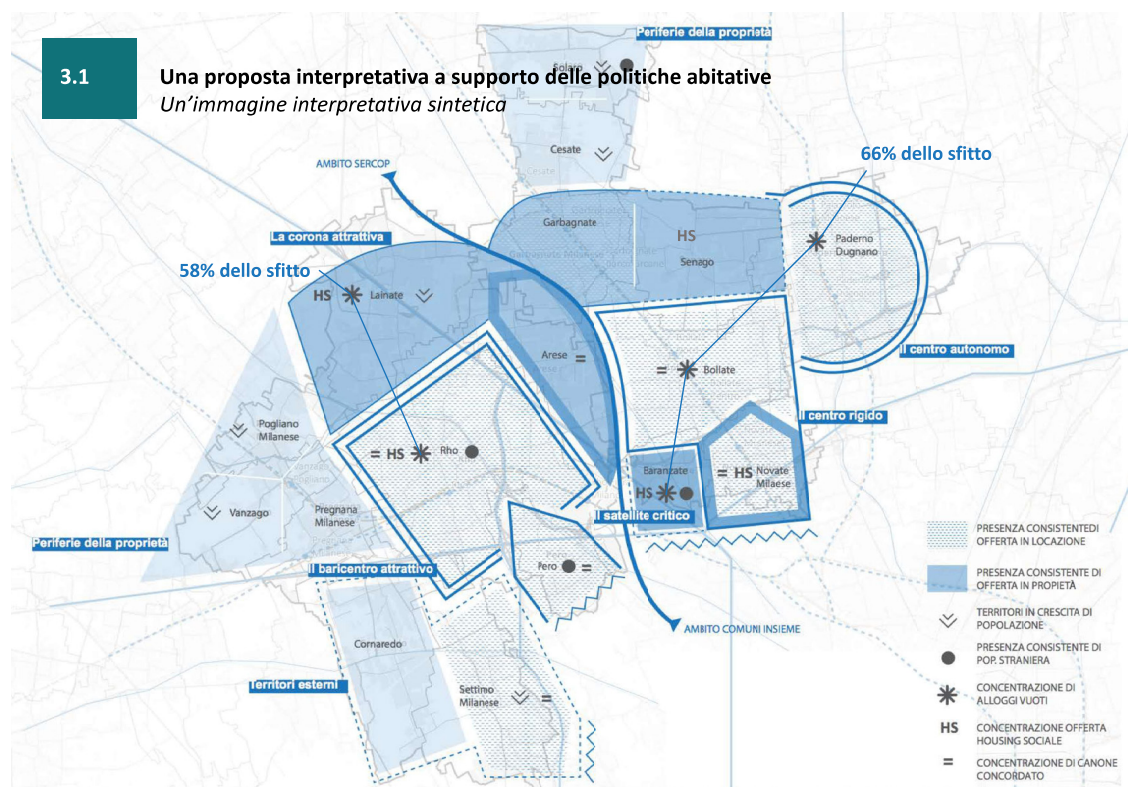 3.1
Una proposta interpretativa a supporto delle politiche abitative
Un'immagine interpretativa sintetica
Periferie della proprietà
Solaro
Cesate
Cesate
AMBITO SERCOP
66% dello sfitto
La corona attrattiva
58% dello sfitto
Garbagnate
Garbagnate Milanese
HS
Senago
Paderno
Dugnano
HS
Lainate
Il centro autonomo
Arese
=
Arese
= Bollate
Il centro rigido
Pogliano
Milanese
= HS Rho
Baranzate
HS
= HS Novate
Milaese
Vanzago
Pregnana
Milanese
Il satellite critico
Periferie della proprietà
Il baricentro attrattivo
Pero
=
AMBITO COMUNI INSIEME
Cornaredo
Territori esterni
Settimo
Milanese
=
PRESENZA CONSISTENTEDI
OFFERTA IN LOCAZIONE
PRESENZA CONSISTENTE DI
OFFERTA IN PROPIETÀ
TERRITORI IN CRESCITA DI
POPOLAZIONE
PRESENZA CONSISTENTE DI
POP. STRANIERA
CONCENTRAZIONE DI
ALLOGGI VUOTI
HS CONCENTRAZIONE OFFERTA
HOUSING SOCIALE
= CONCENTRAZIONE DI CANONE
CONCORDATO